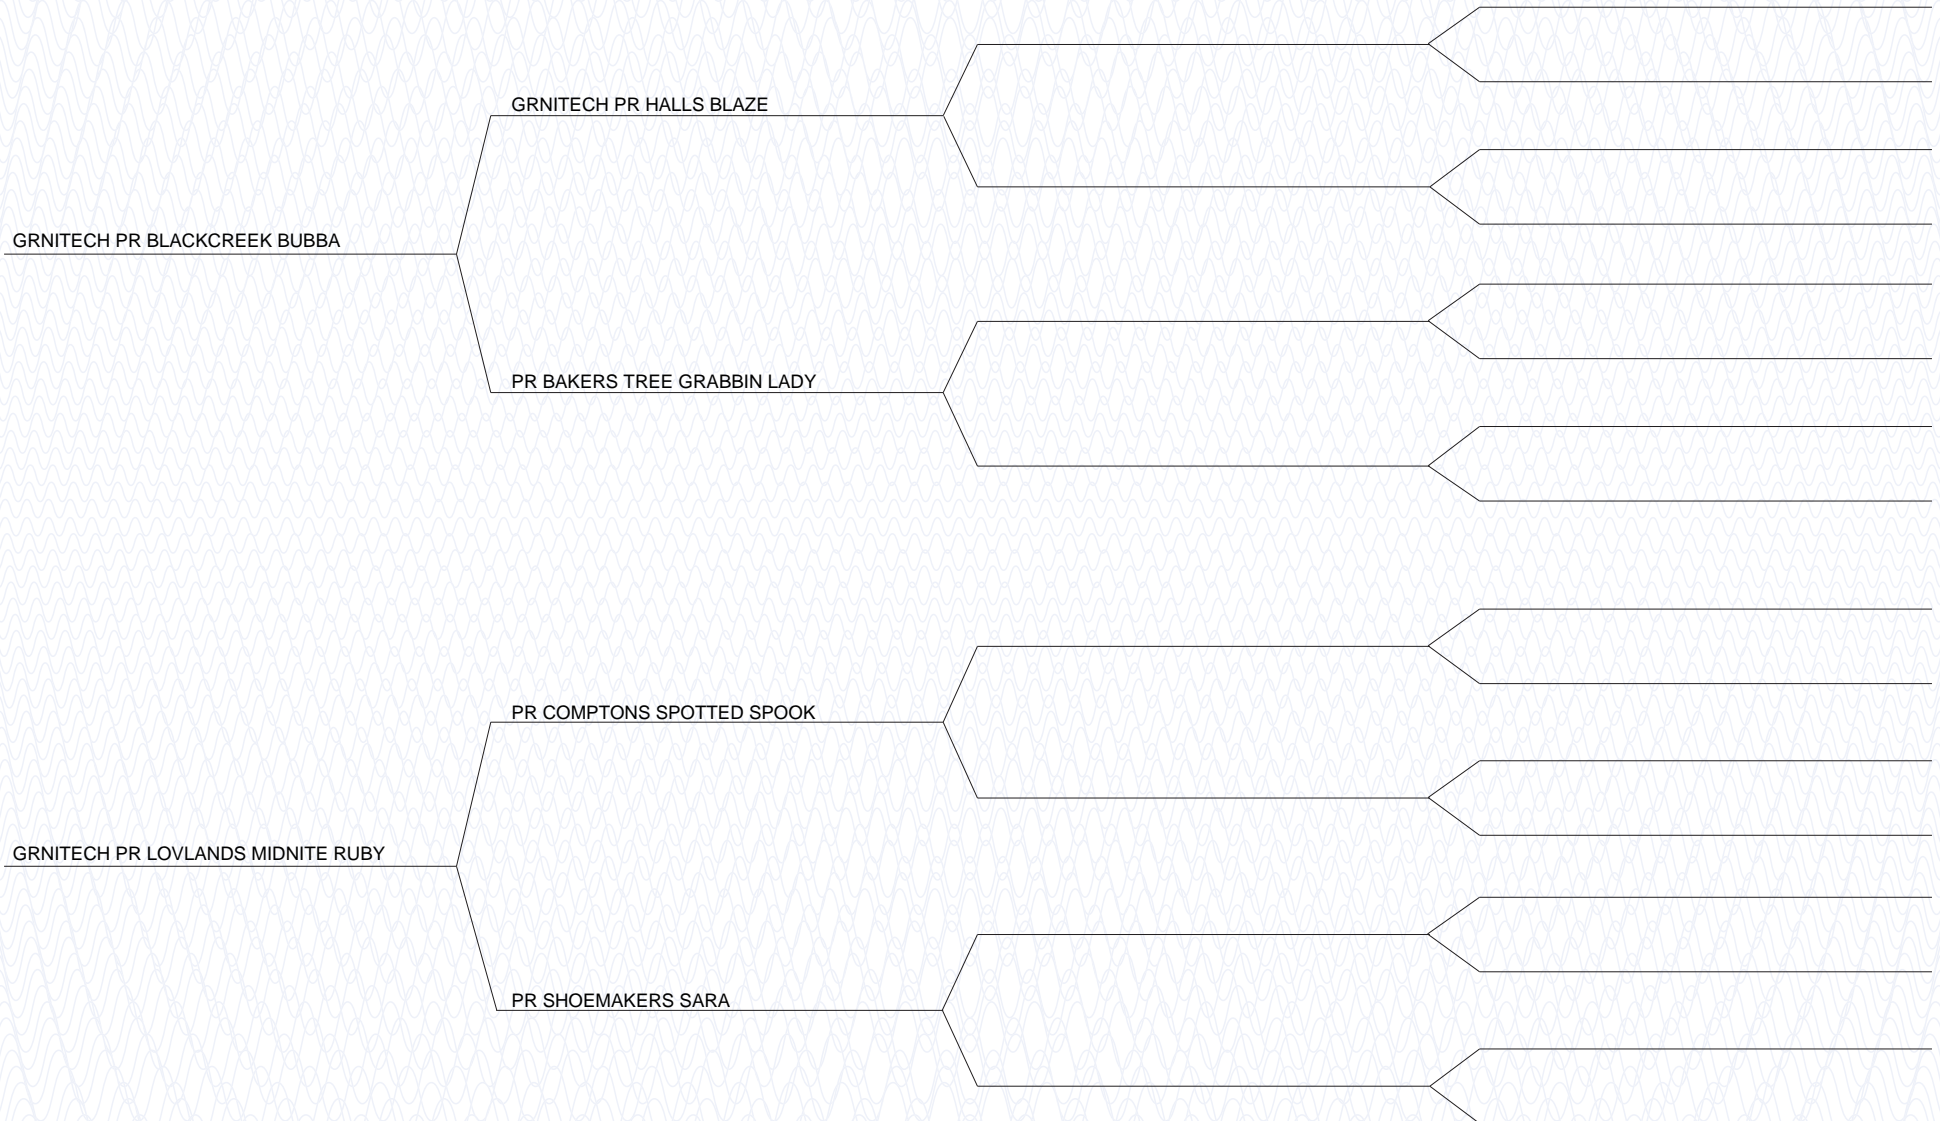 GRNITECH PR HALLS BLAZE
GRNITECH PR BLACKCREEK BUBBA
PR BAKERS TREE GRABBIN LADY
PR COMPTONS SPOTTED SPOOK
GRNITECH PR LOVLANDS MIDNITE RUBY
PR SHOEMAKERS SARA